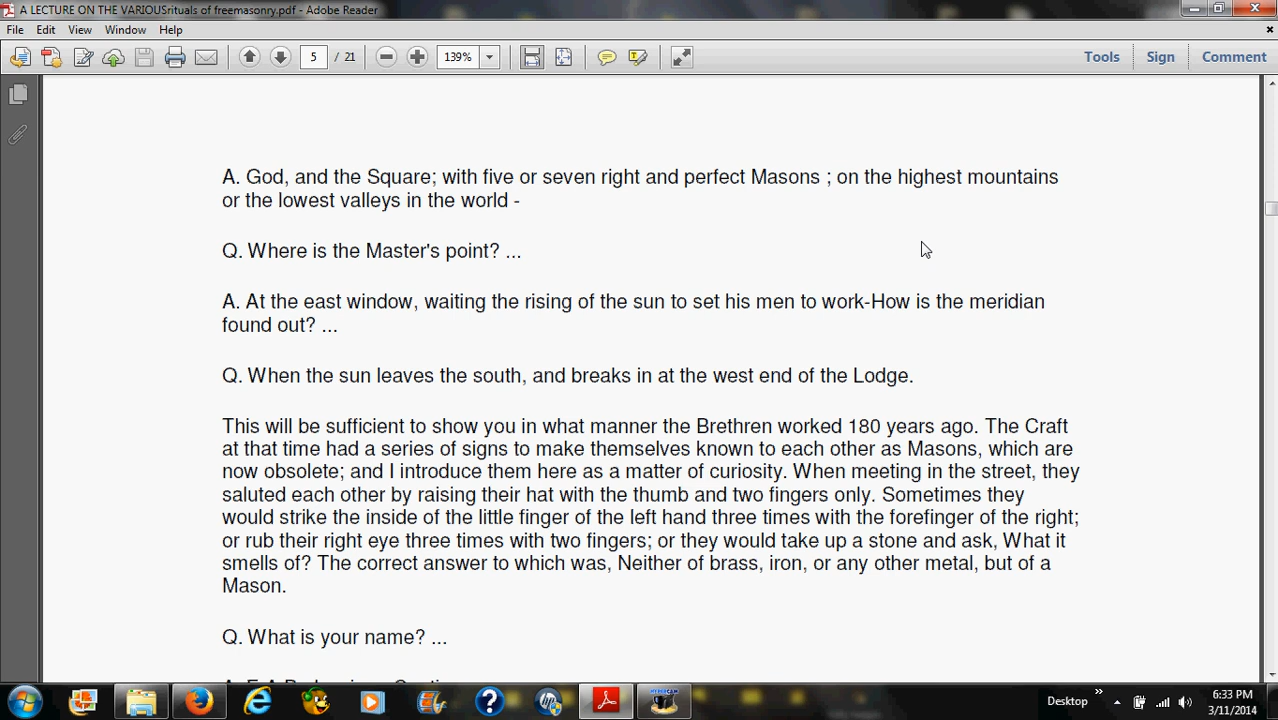 A LECTURE ON THE VARIOUSrituals of freemasonry.pdf - Adobe Reader
File Edit View Window Help
5 / 21 139% Tools Sign Comment
A. God, and the Square; with five or seven right and perfect Masons ; on the highest mountains
or the lowest valleys in the world -
Q. Where is the Master's point? ...
A. At the east window, waiting the rising of the sun to set his men to work-How is the meridian
found out? ...
Q. When the sun leaves the south, and breaks in at the west end of the Lodge.
This will be sufficient to show you in what manner the Brethren worked 180 years ago. The Craft
at that time had a series of signs to make themselves known to each other as Masons, which are
now obsolete; and I introduce them here as a matter of curiosity. When meeting in the street, they
saluted each other by raising their hat with the thumb and two fingers only. Sometimes they
would strike the inside of the little finger of the left hand three times with the forefinger of the right;
or rub their right eye three times with two fingers; or they would take up a stone and ask, What it
smells of? The correct answer to which was, Neither of brass, iron, or any other metal, but of a
Mason.
Q. What is your name? ...
Desktop 6:33 PM
3/11/2014